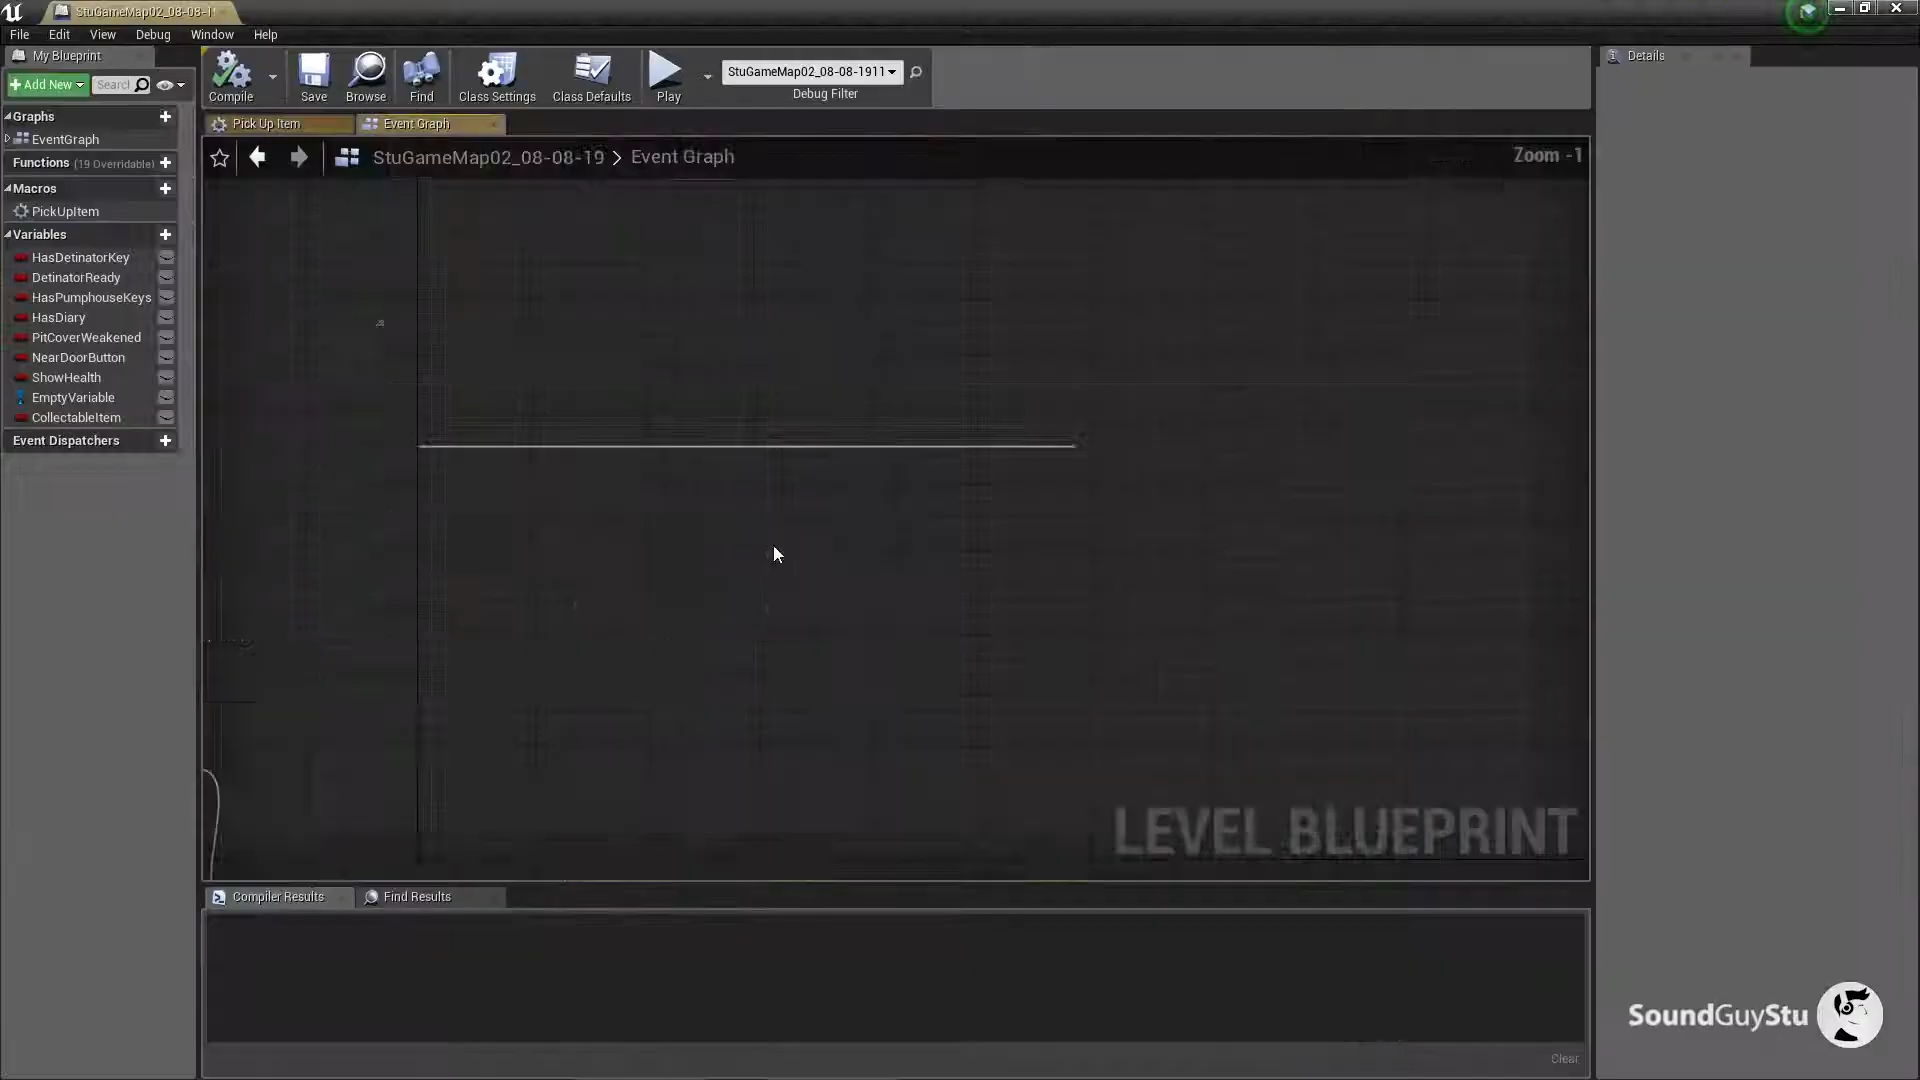 StuGameMap02_08-08-1
File Edit View Debug Window Help
My Blueprint
Details
Add New
Search
Compile Save Browse Find Class Settings Class Defaults Play
StuGameMap02_08-08-1911
Debug Filter
Graphs
EventGraph
Functions (19 Overridable)
Macros
PickUpItem
Variables
HasDetinatorKey
DetinatorReady
HasPumphouseKeys
HasDiary
PitCoverWeakened
NearDoorButton
ShowHealth
EmptyVariable
CollectableItem
Event Dispatchers
Pick Up Item
Event Graph
StuGameMap02_08-08-19 > Event Graph
Zoom -1
LEVEL BLUEPRINT
Compiler Results
Find Results
SoundGuyStu
Clear